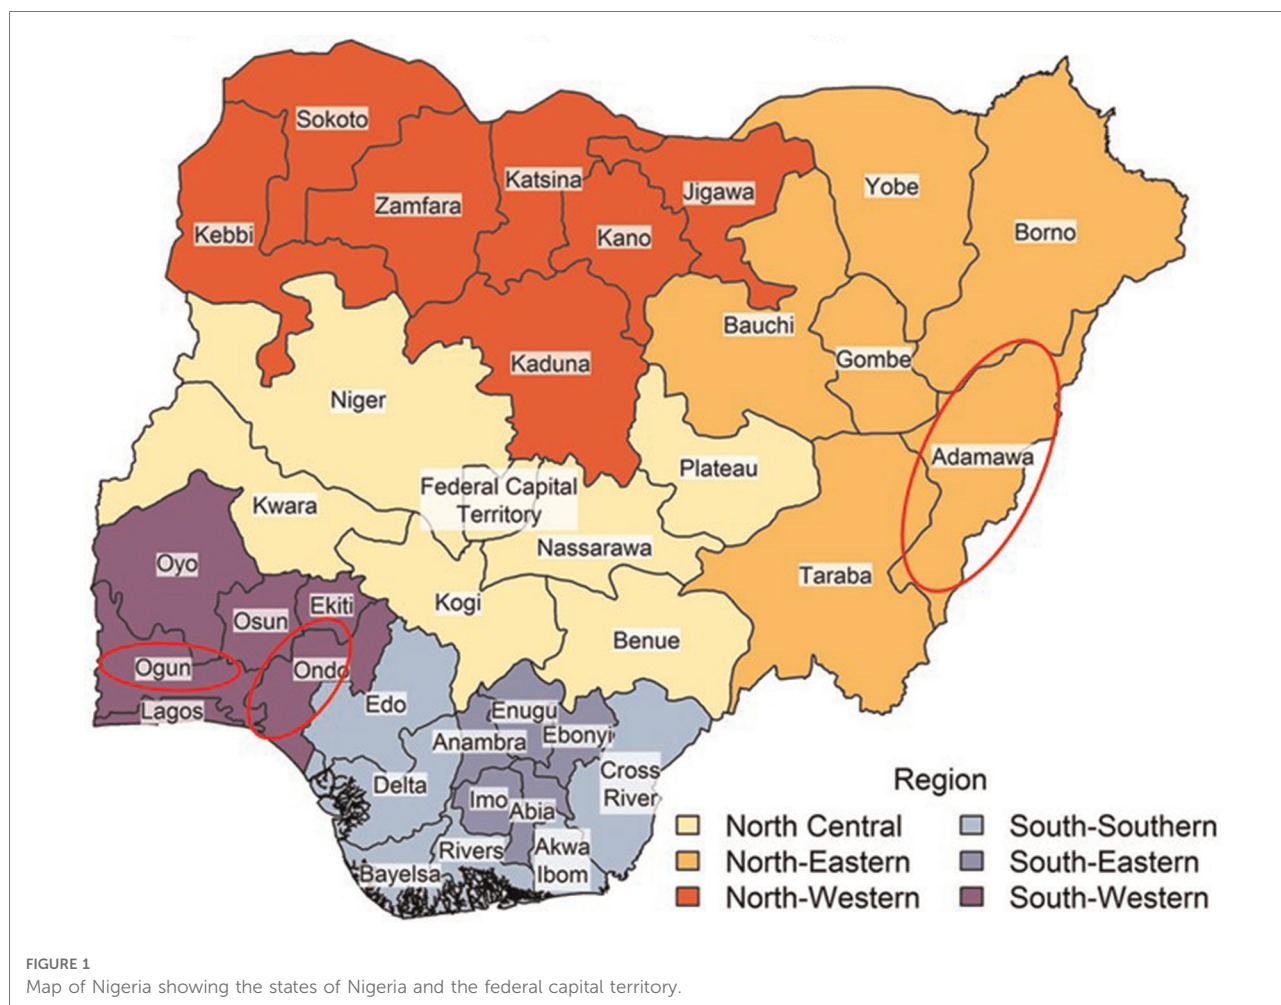 Sokoto
Katsina
Zamfara
Jigawa
Yobe
Kebbi
Kano
Borno
Bauchi
Kaduna
Gombe
Niger
Adamawa
Plateau
Federal Capital
Territory
Kwara
Nassarawa
Oyo
Taraba
Kogi
Ekiti
Osun
Benue
Ogun
Ondo
Lagos
Edo
Enugu
Ebonyi
Anambra
Cross
River
Delta
Imo
Abia
Rivers
Akwa
Ibom
Bayelsa
Region
North Central
North-Eastern
North-Western
South-Southern
South-Eastern
South-Western
FIGURE 1
Map of Nigeria showing the states of Nigeria and the federal capital territory.